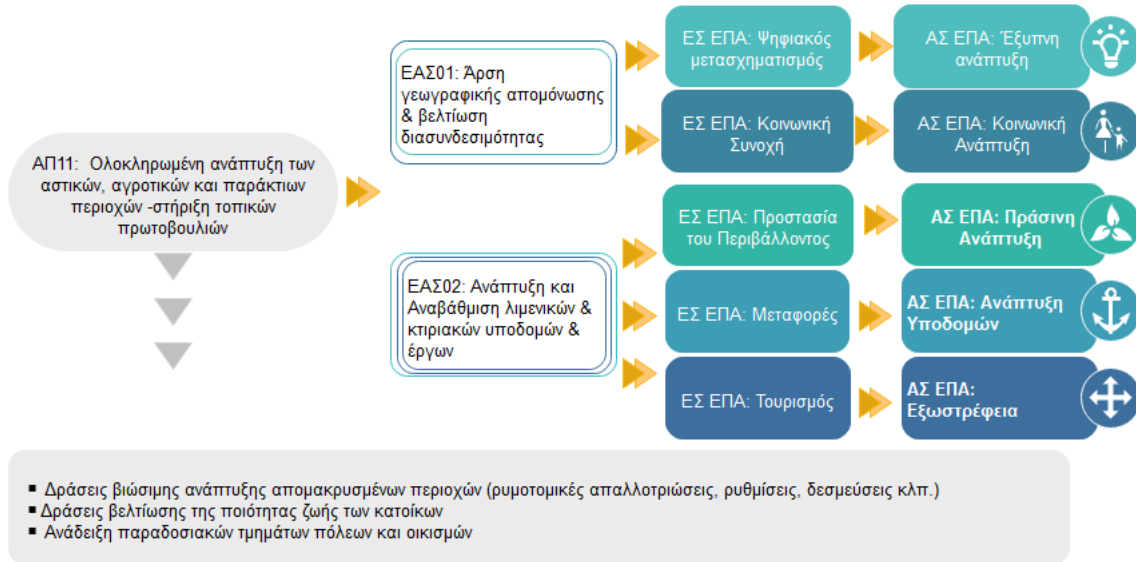 ΑΠ11: Ολοκληρωμένη ανάπτυξη των
αστικών, αγροτικών και παράκτιων
περιοχών -στήριξη τοπικών
πρωτοβουλιών
ΕΑΣ01: Άρση
γεωγραφικής απομόνωσης
& βελτίωση
διασυνδεσιμότητας
ΕΣ ΕΠΑ: Ψηφιακός
μετασχηματισμός
ΑΣ ΕΠΑ: Έξυπνη
ανάπτυξη
ΕΣ ΕΠΑ: Κοινωνική
Συνοχή
ΑΣ ΕΠΑ: Κοινωνική
Ανάπτυξη
ΕΑΣ02: Ανάπτυξη και
Αναβάθμιση λιμενικών &
κτιριακών υποδομών &
έργων
ΕΣ ΕΠΑ: Προστασία
του Περιβάλλοντος
ΑΣ ΕΠΑ: Πράσινη
Ανάπτυξη
ΕΣ ΕΠΑ: Μεταφορές
ΑΣ ΕΠΑ: Ανάπτυξη
Υποδομών
ΕΣ ΕΠΑ: Τουρισμός
ΑΣ ΕΠΑ:
Εξωστρέφεια
▪ Δράσεις βιώσιμης ανάπτυξης απομακρυσμένων περιοχών (ρυμοτομικές απαλλοτριώσεις, ρυθμίσεις, δεσμεύσεις κλπ.)
▪ Δράσεις βελτίωσης της ποιότητας ζωής των κατοίκων
▪ Ανάδειξη παραδοσιακών τμημάτων πόλεων και οικισμών